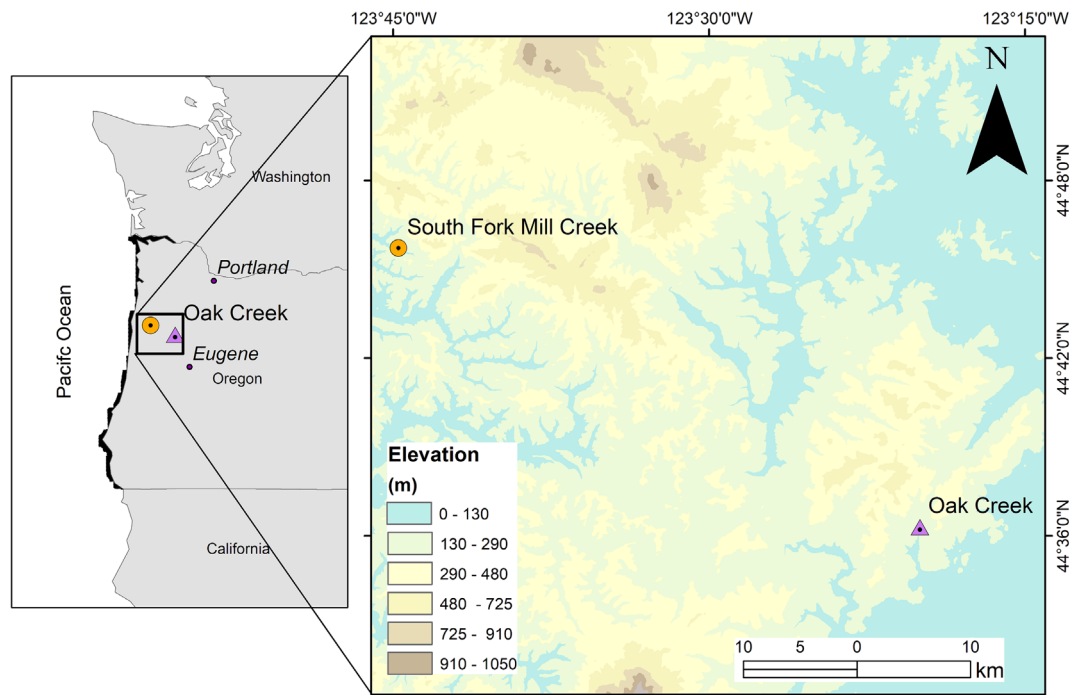 123°45'0"W
123°30'0"W
123°15'0"W
N
Washington
44°48'0"N
South Fork Mill Creek
Portland
Oak Creek
Pacifc Ocean
Eugene
Oregon
44°42'0"N
Elevation
(m)
0 - 130
130 - 290
290 - 480
480 - 725
725 - 910
910 - 1050
Oak Creek
44°36'0"N
California
10 5 0 10
km